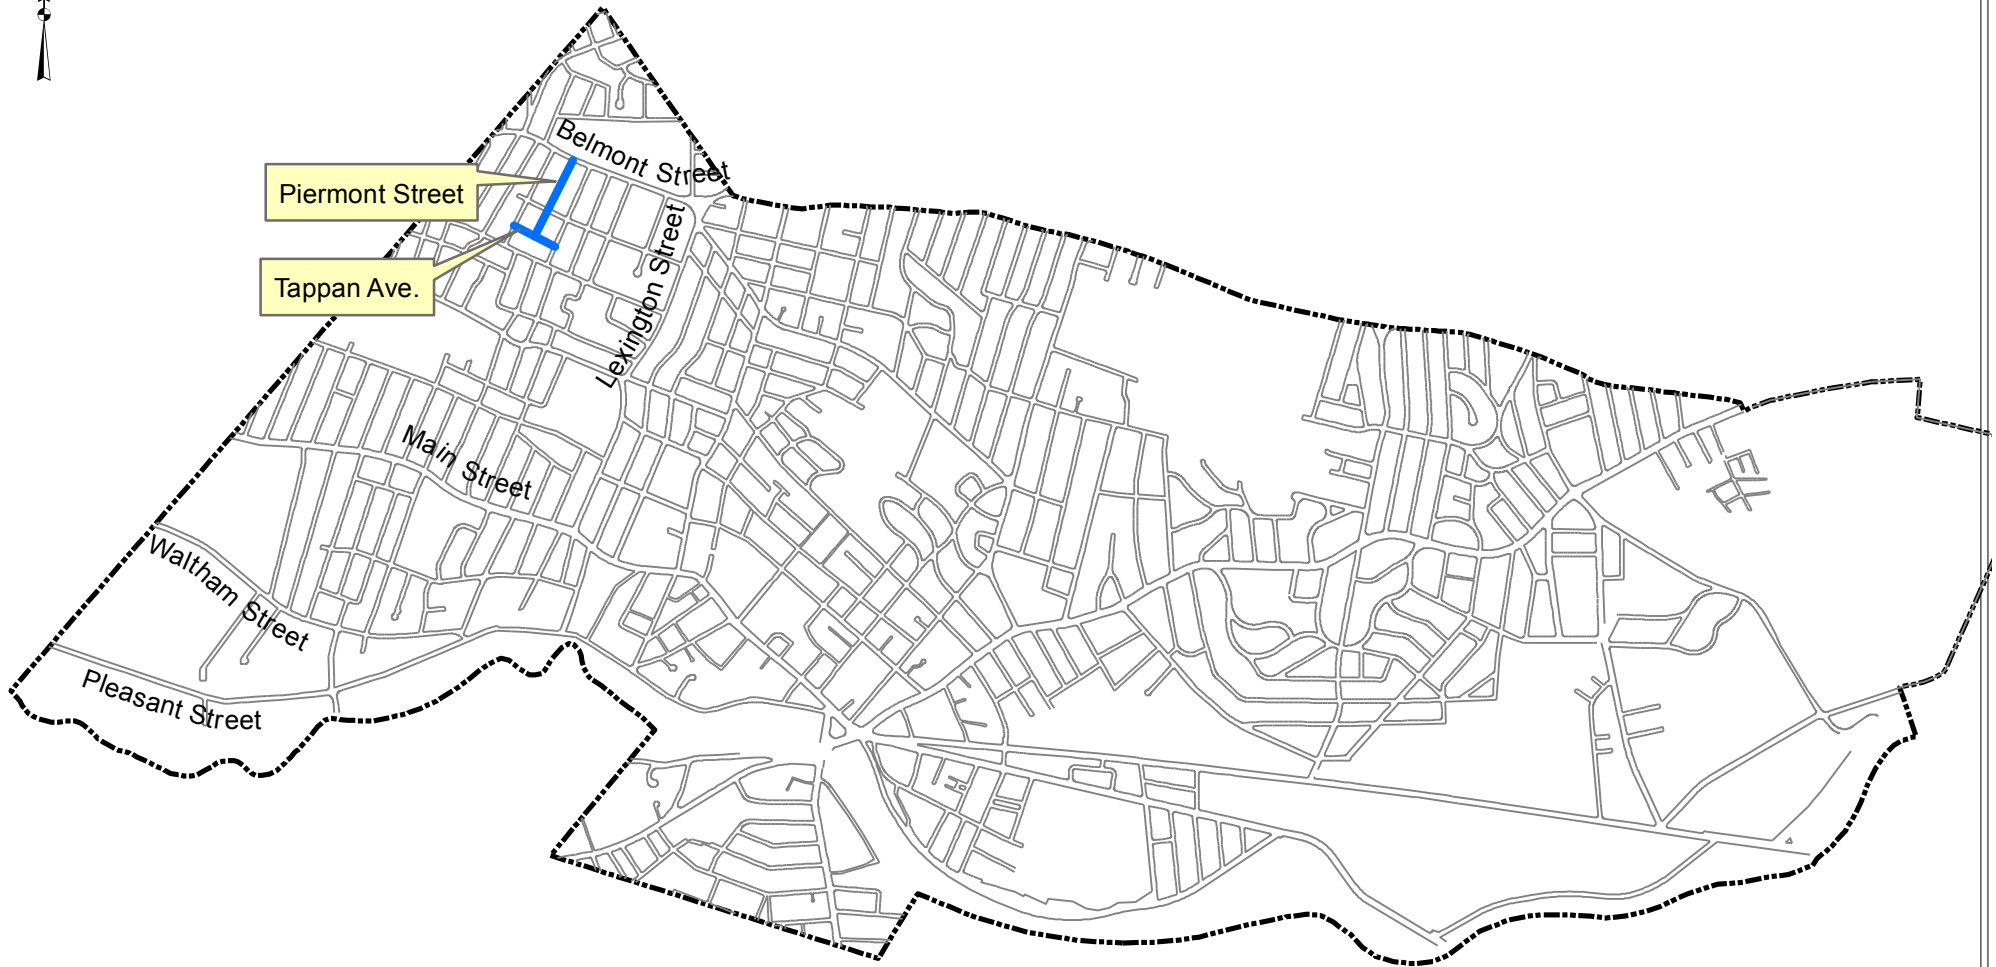 Belmont Street
Piermont Street
Tappan Ave.
Lexington Street
Main Street
Waltham Street
Pleasant Street